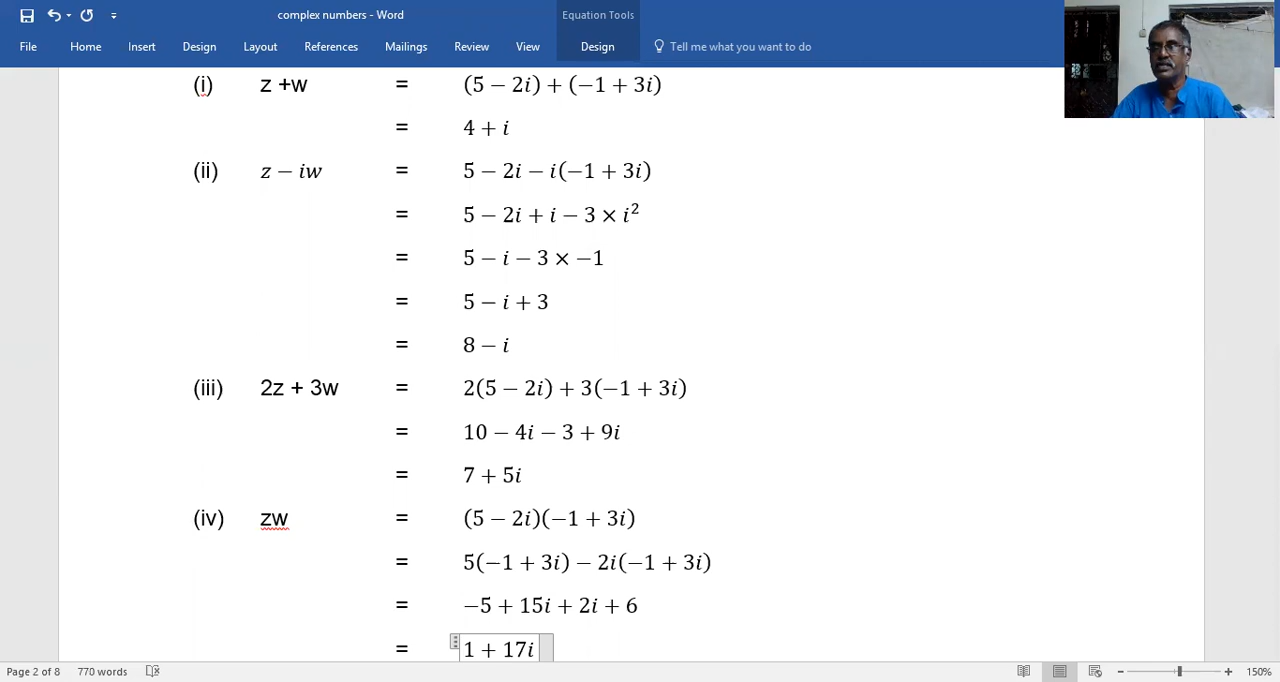 complex numbers - Word
Equation Tools
File Home Insert Design Layout References Mailings Review View Design Tell me what you want to do
(i) z +w = (5 − 2i) + (−1 + 3i)
= 4 + i
(ii) z − iw = 5 − 2i − i(−1 + 3i)
= 5 − 2i + i − 3 × i²
= 5 − i − 3 × −1
= 5 − i + 3
= 8 − i
(iii) 2z + 3w = 2(5 − 2i) + 3(−1 + 3i)
= 10 − 4i − 3 + 9i
= 7 + 5i
(iv) zw = (5 − 2i)(−1 + 3i)
= 5(−1 + 3i) − 2i(−1 + 3i)
= −5 + 15i + 2i + 6
= 1 + 17i
Page 2 of 8 770 words 150%